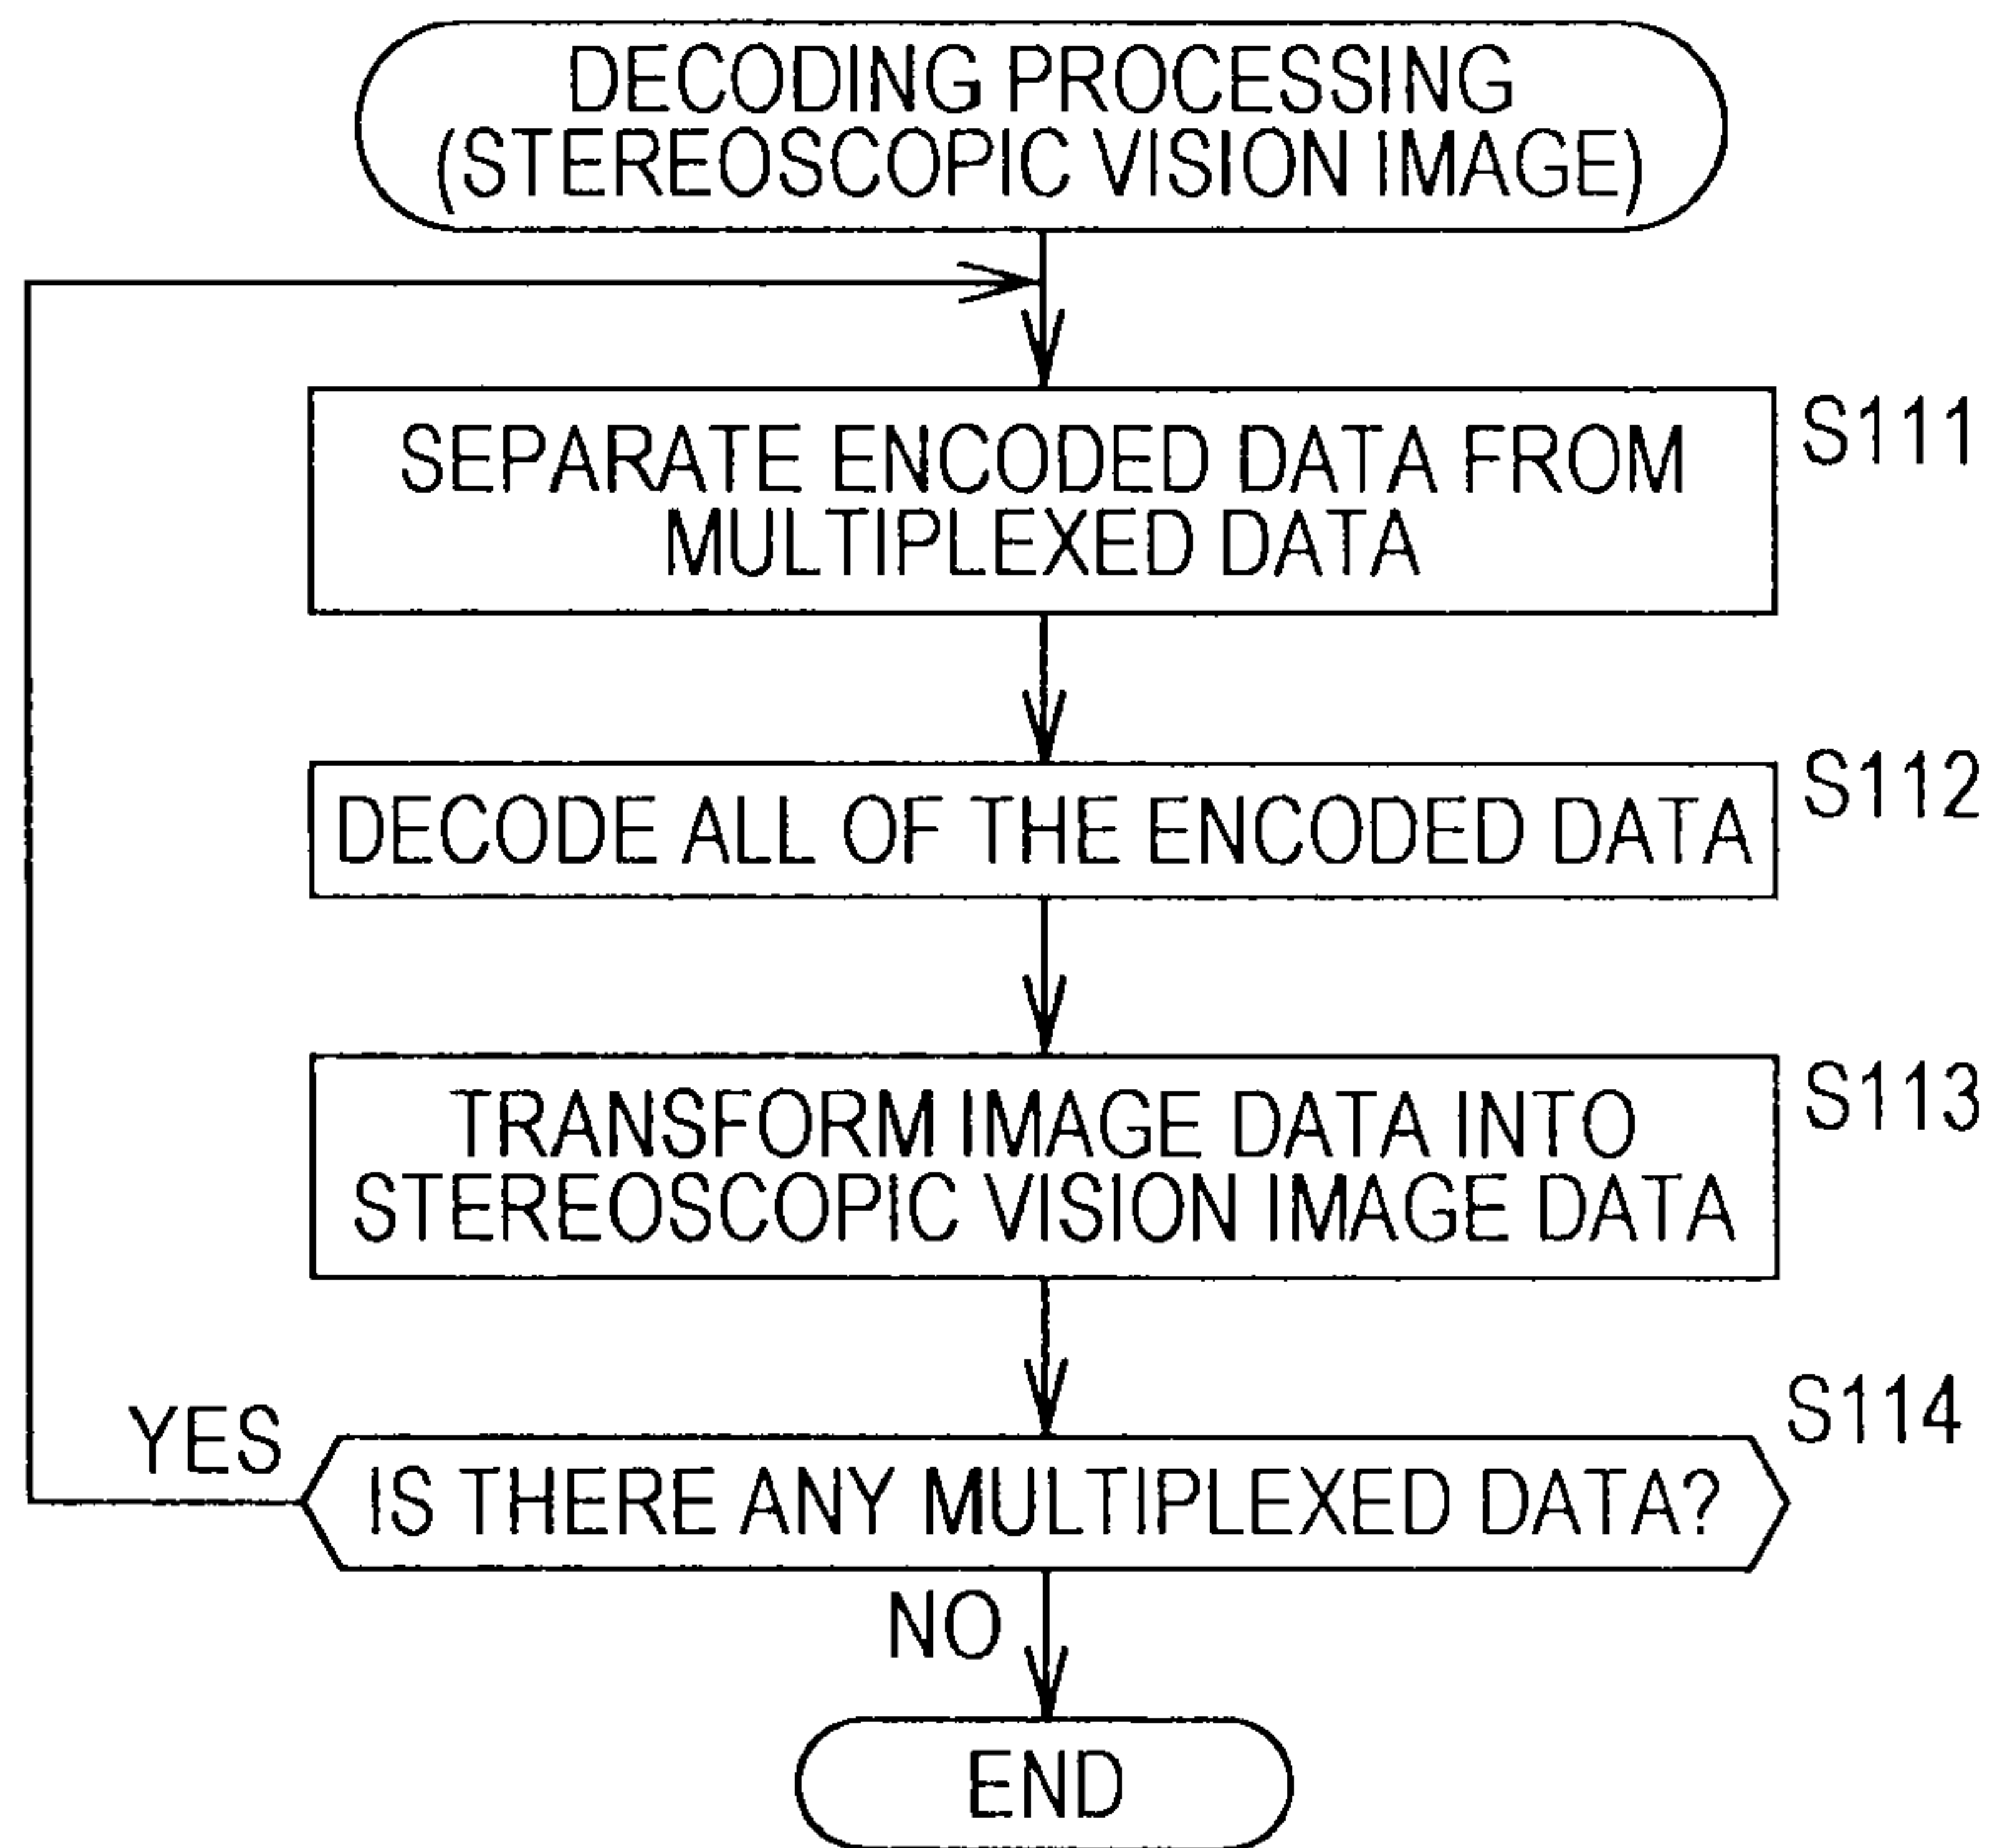 DECODING PROCESSING
(STEREOSCOPIC VISION IMAGE)
SEPARATE ENCODED DATA FROM
MULTIPLEXED DATA
S111
DECODE ALL OF THE ENCODED DATA
S112
TRANSFORM IMAGE DATA INTO
STEREOSCOPIC VISION IMAGE DATA
S113
IS THERE ANY MULTIPLEXED DATA?
S114
YES
NO
END